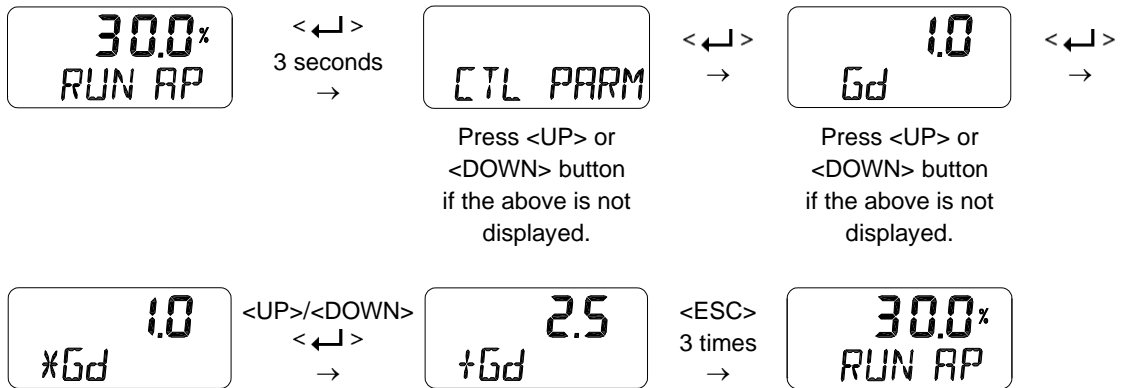 30.0%
RUN AP
< ↵ >
3 seconds
→
CTL PARM
Press <UP> or
<DOWN> button
if the above is not
displayed.
< ↵ >
→
1.0
Gd
Press <UP> or
<DOWN> button
if the above is not
displayed.
< ↵ >
→
1.0
*Gd
<UP>/<DOWN>
< ↵ >
→
2.5
+Gd
<ESC>
3 times
→
30.0%
RUN AP